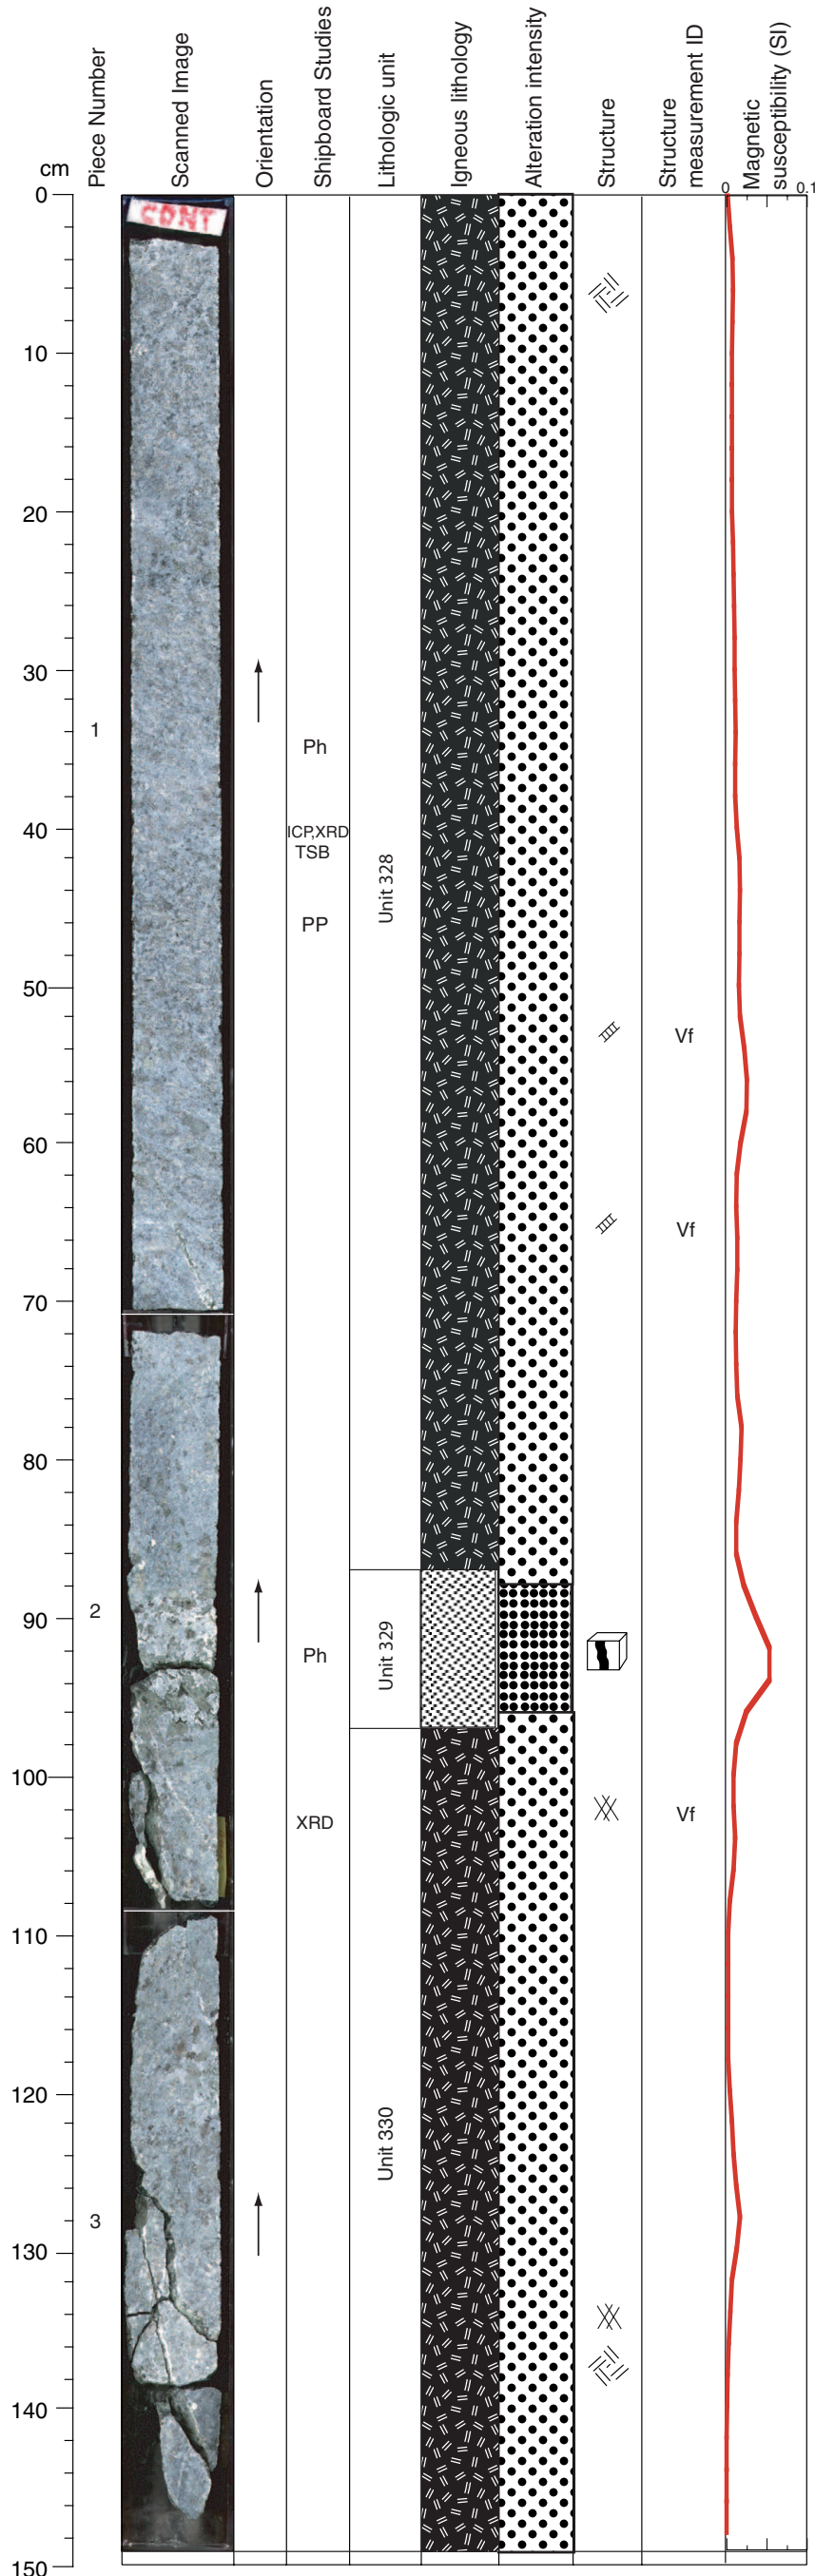 cm
Piece Number
Scanned Image
Orientation
Shipboard Studies
Lithologic unit
Igneous lithology
Alteration intensity
Structure
Structure
measurement ID
Magnetic
susceptibility (SI)
0
0.1
0
CONT
10
20
30
1
Ph
40
ICP,XRD
TSB
Unit 328
PP
50
Vf
60
Vf
70
80
90
2
Ph
Unit 329
100
XRD
Vf
110
120
Unit 330
3
130
140
150